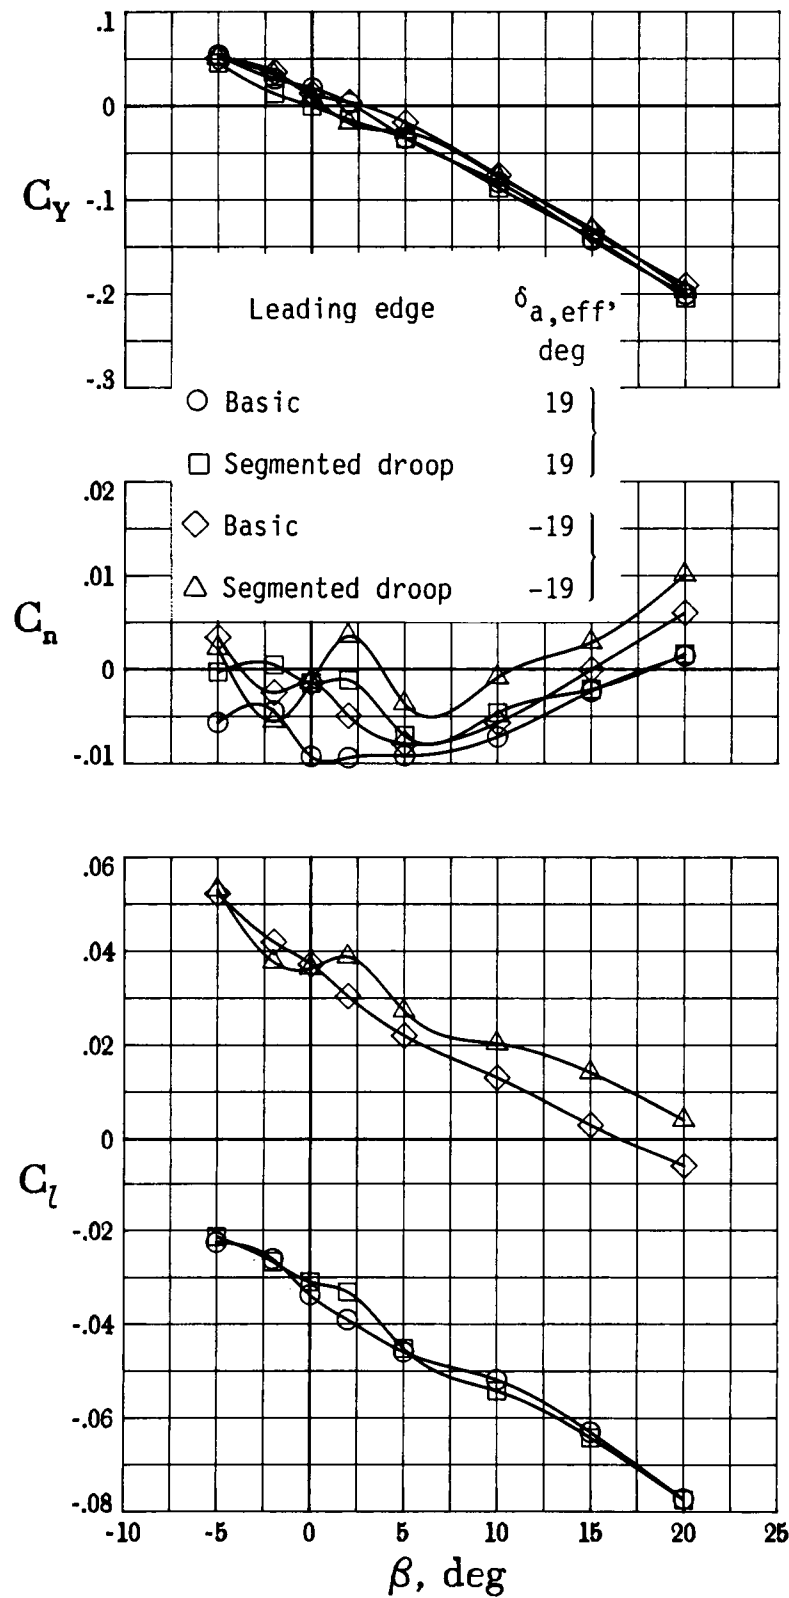 .1
0
C_Y -.1
-.2
-.3
Leading edge δ_a,eff, deg
Basic 19
Segmented droop 19
Basic -19
Segmented droop -19
.02
.01
C_n
0
-.01
.06
.04
.02
0
C_l
-.02
-.04
-.06
-.08
-10 -5 0 5 10 15 20 25
β, deg